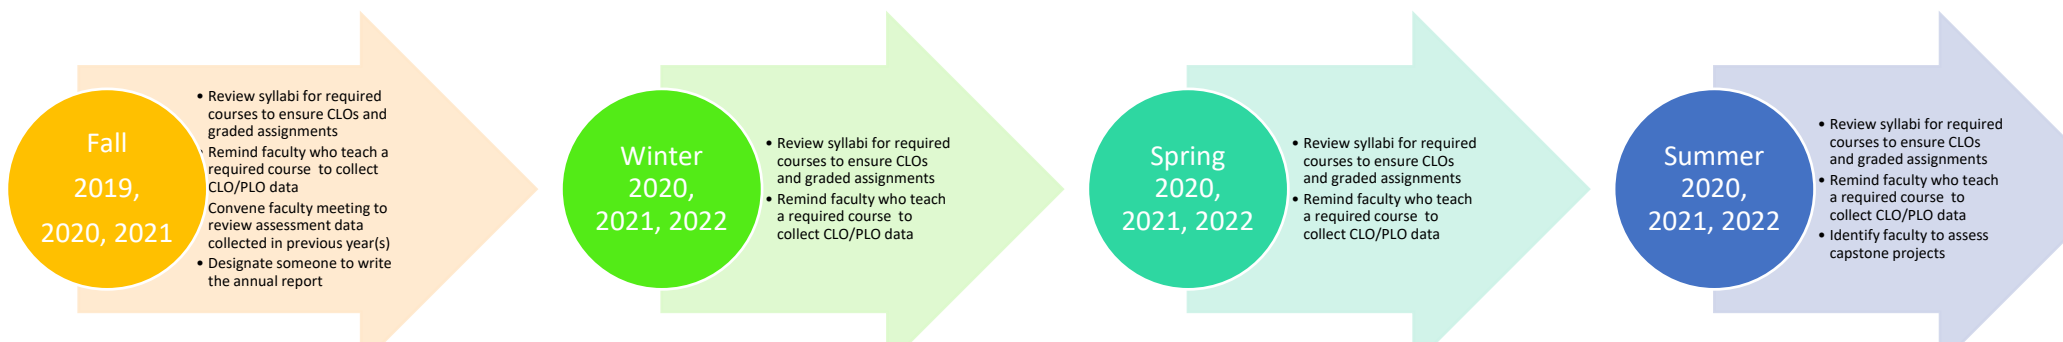 Fall
2019,
2020, 2021
• Review syllabi for required
courses to ensure CLOs and
graded assignments
• Remind faculty who teach a
required course  to collect
CLO/PLO data
Convene faculty meeting to
review assessment data
collected in previous year(s)
• Designate someone to write
the annual report
Winter
2020,
2021, 2022
• Review syllabi for required
courses to ensure CLOs
and graded assignments
• Remind faculty who teach
a required course  to
collect CLO/PLO data
Spring
2020,
2021, 2022
• Review syllabi for required
courses to ensure CLOs
and graded assignments
• Remind faculty who teach
a required course  to
collect CLO/PLO data
Summer
2020,
2021, 2022
• Review syllabi for required
courses to ensure CLOs
and graded assignments
• Remind faculty who teach
a required course  to
collect CLO/PLO data
• Identify faculty to assess
capstone projects